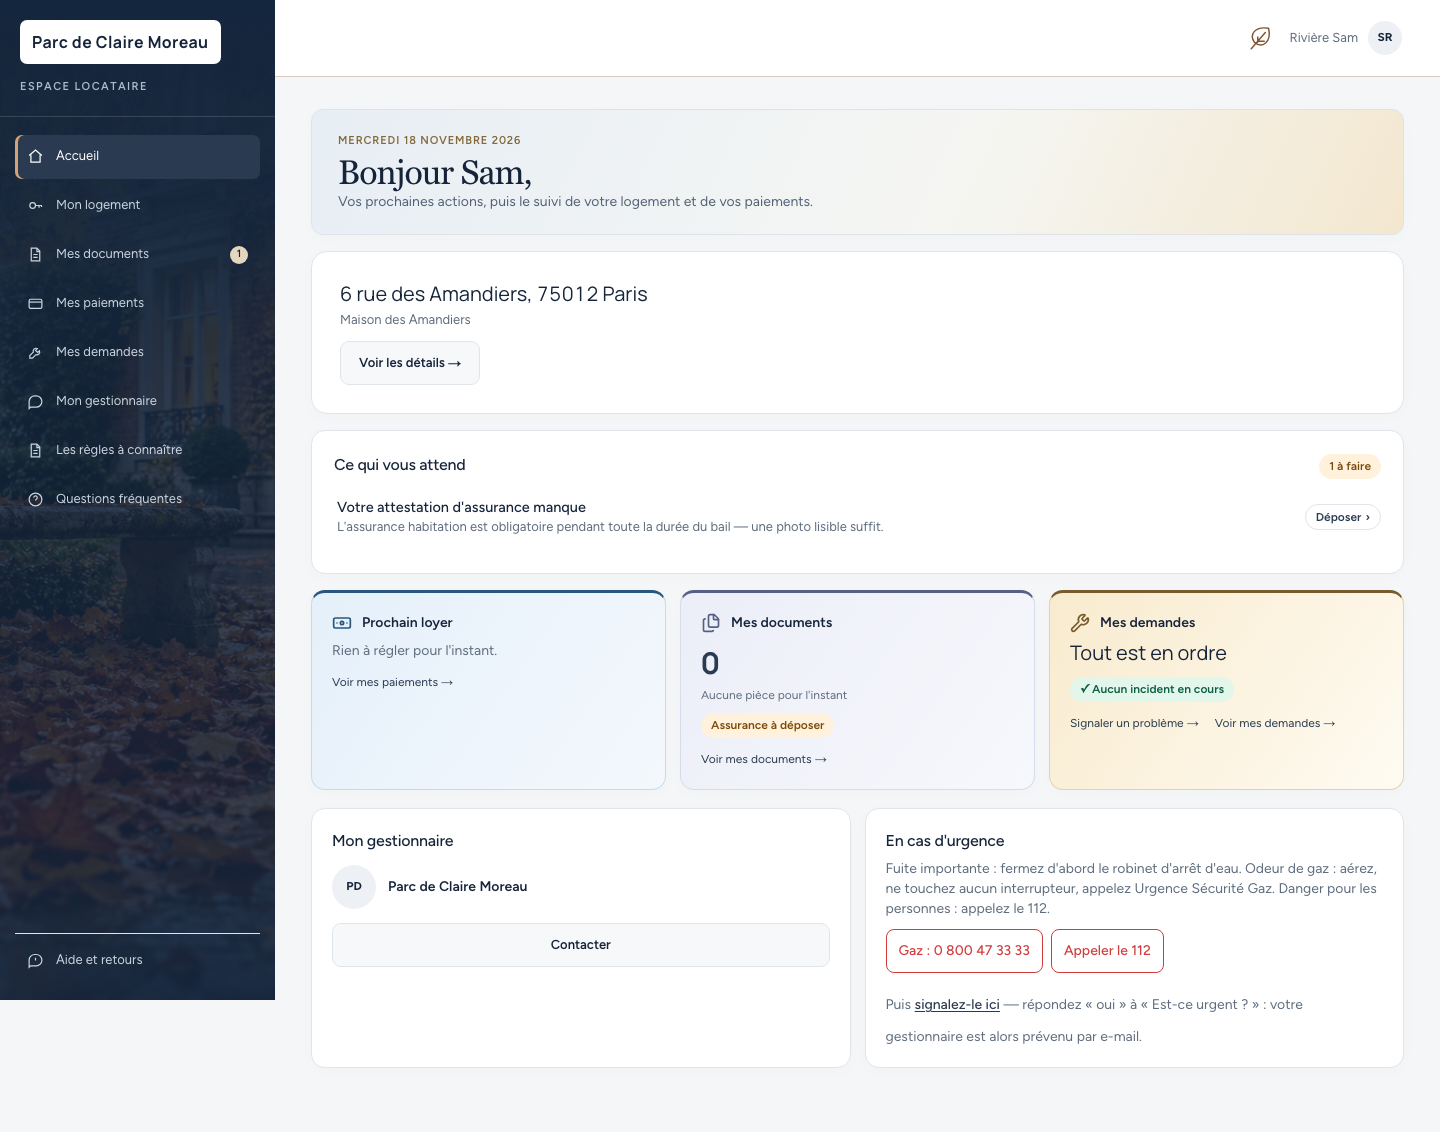 Parc de Claire Moreau
ESPACE LOCATAIRE
Accueil
Mon logement
Mes documents
1
Mes paiements
Mes demandes
Mon gestionnaire
Les règles à connaître
Questions fréquentes
Aide et retours
Rivière Sam
SR
MERCREDI 18 NOVEMBRE 2026
Bonjour Sam,
Vos prochaines actions, puis le suivi de votre logement et de vos paiements.
6 rue des Amandiers, 75012 Paris
Maison des Amandiers
Voir les détails →
Ce qui vous attend
1 à faire
Votre attestation d'assurance manque
L'assurance habitation est obligatoire pendant toute la durée du bail — une photo lisible suffit.
Déposer ›
Prochain loyer
Rien à régler pour l'instant.
Voir mes paiements →
Mes documents
0
Aucune pièce pour l'instant
Assurance à déposer
Voir mes documents →
Mes demandes
Tout est en ordre
✓ Aucun incident en cours
Signaler un problème → Voir mes demandes →
Mon gestionnaire
PD
Parc de Claire Moreau
Contacter
En cas d'urgence
Fuite importante : fermez d'abord le robinet d'arrêt d'eau. Odeur de gaz : aérez,
ne touchez aucun interrupteur, appelez Urgence Sécurité Gaz. Danger pour les
personnes : appelez le 112.
Gaz : 0 800 47 33 33
Appeler le 112
Puis signalez-le ici — répondez « oui » à « Est-ce urgent ? » : votre
gestionnaire est alors prévenu par e-mail.